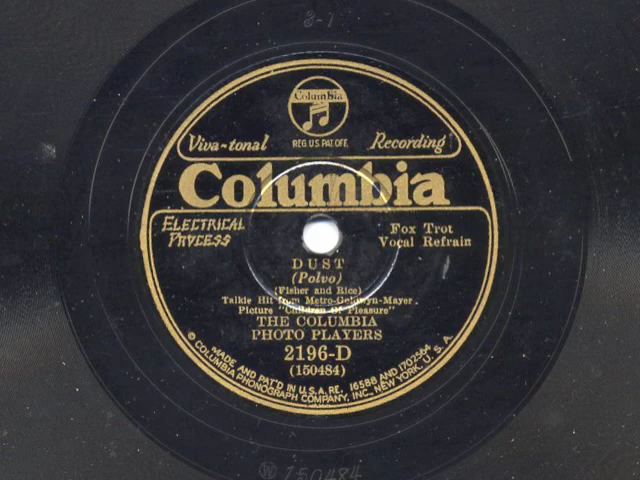 2-7
Columbia
REG. U.S. PAT. OFF.
Viva-tonal Recording
Columbia
ELECTRICAL PROCESS
Fox Trot
Vocal Refrain
DUST
(Polvo)
(Fisher and Rice)
Talkie Hit from Metro-Goldwyn-Mayer
Picture "Children Of Pleasure"
THE COLUMBIA
PHOTO PLAYERS
2196-D
(150484)
MADE AND PAT'D IN U.S.A. RE. 16588 AND 1702564
© COLUMBIA PHONOGRAPH COMPANY, INC., NEW YORK, U.S.A.
W 150484